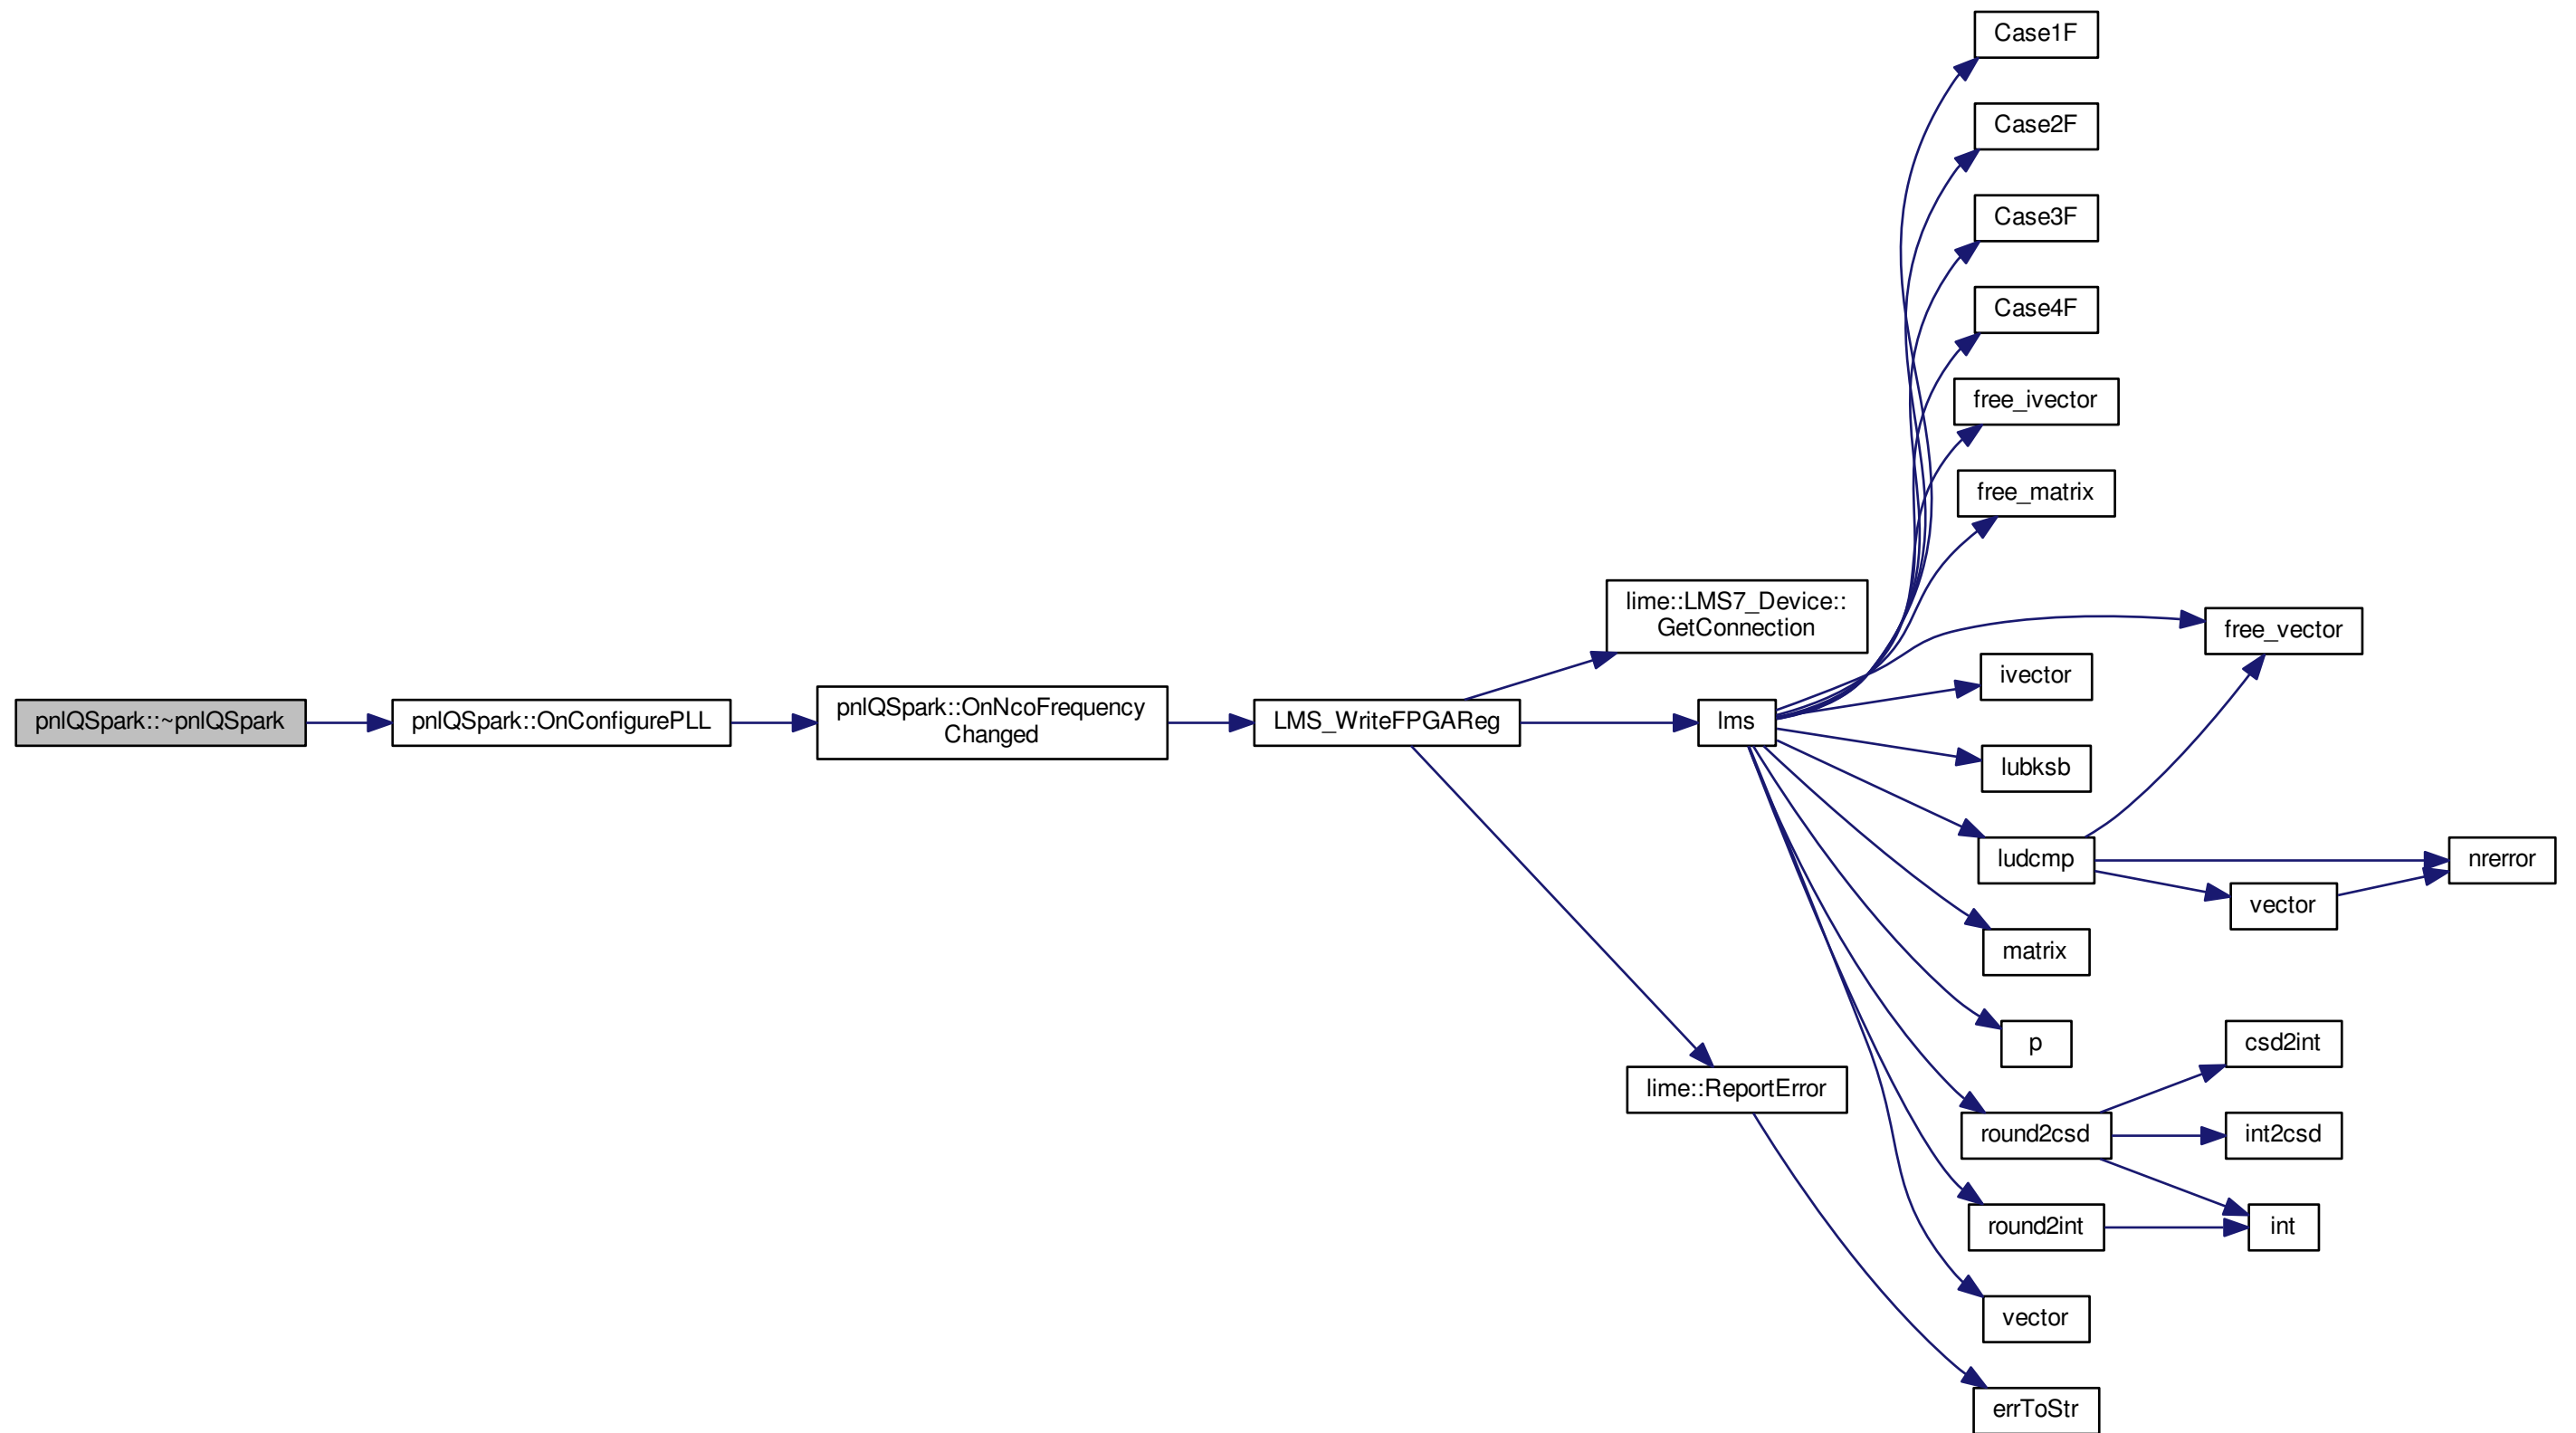 Case1F
Case2F
Case3F
Case4F
free_ivector
free_matrix
lime::LMS7_Device::
GetConnection
free_vector
ivector
pnlQSpark::~pnlQSpark
pnlQSpark::OnConfigurePLL
pnlQSpark::OnNcoFrequency
Changed
LMS_WriteFPGAReg
lms
lubksb
ludcmp
nrerror
vector
matrix
p
csd2int
lime::ReportError
round2csd
int2csd
round2int
int
vector
errToStr